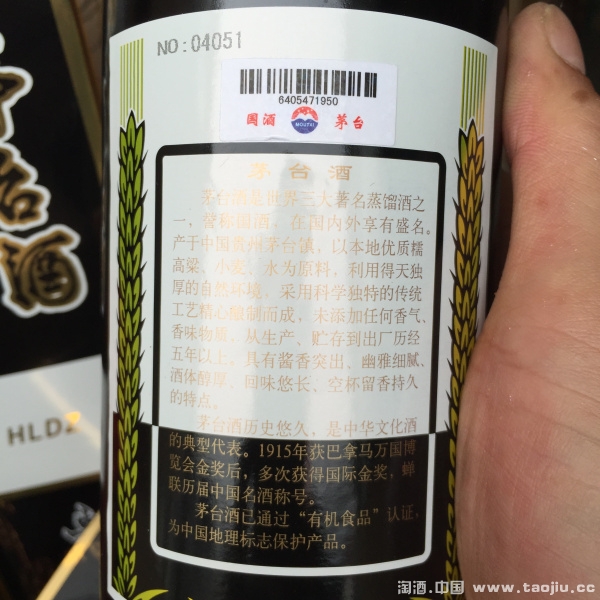 NO:04051
6405471950
国酒 MOUTAI 茅台
茅台酒
茅台酒是世界三大著名蒸馏酒之
一，誉称国酒，在国内外享有盛名。
产于中国贵州茅台镇，以本地优质糯
高粱、小麦、水为原料，利用得天独
厚的自然环境，采用科学独特的传统
工艺精心酿制而成，未添加任何香气、
香味物质，从生产、贮存到出厂历经
五年以上，具有酱香突出、幽雅细腻、
酒体醇厚、回味悠长、空杯留香持久
的特点。
茅台酒历史悠久，是中华文化酒
的典型代表。1915年获巴拿马万国博
览会金奖后，多次获得国际金奖，蝉
联历届中国名酒称号。
茅台酒已通过“有机食品”认证，
为中国地理标志保护产品。
台酒
HLD2
淘酒.中国 www.taojiu.cc